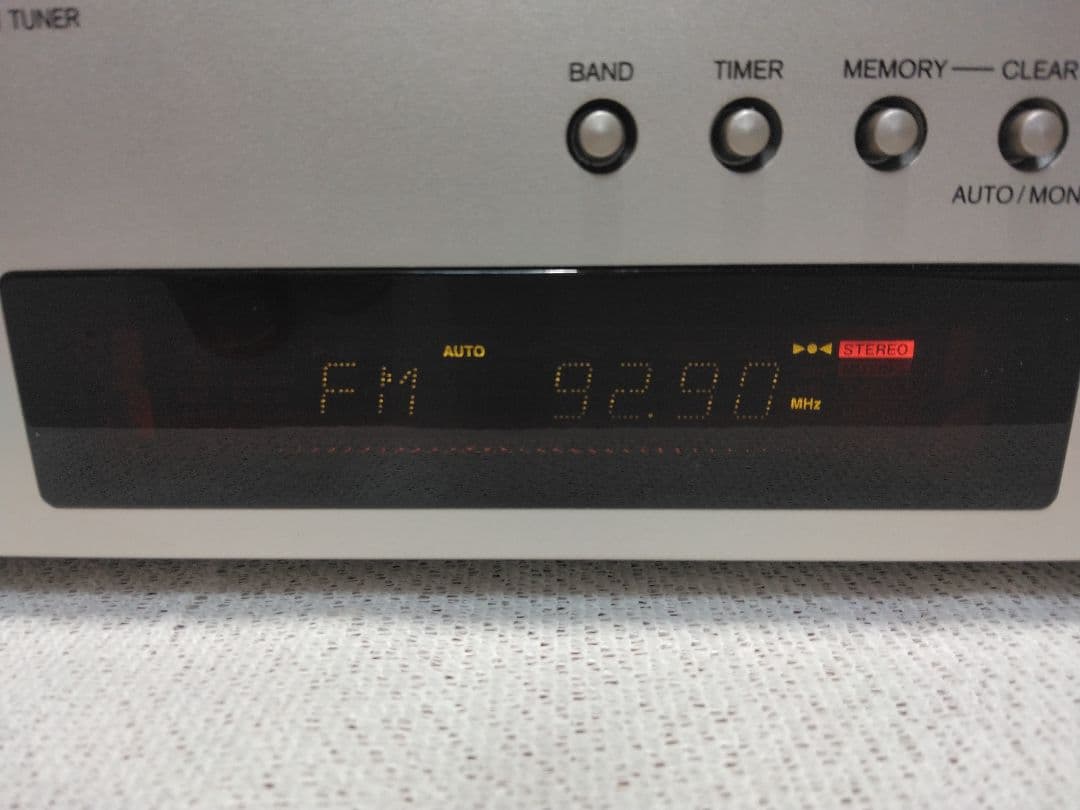 TUNER
BAND TIMER MEMORY — CLEAR
AUTO/MON
AUTO STEREO
FM 92.90 MHz